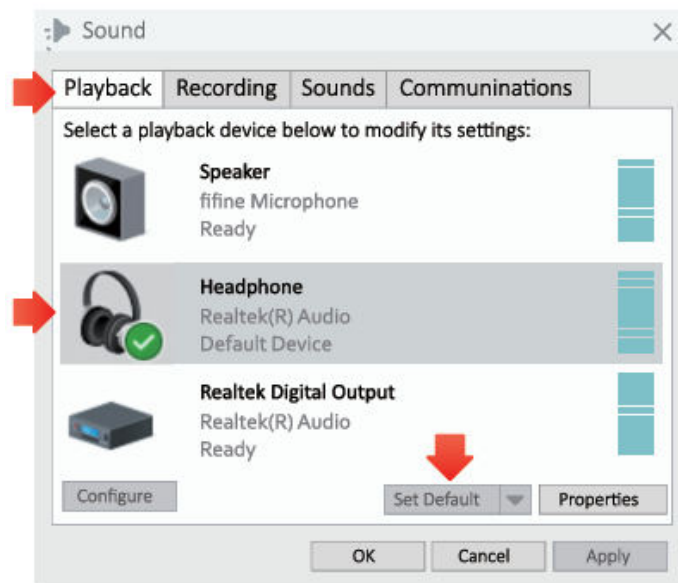 Sound
Playback Recording Sounds Communinations
Select a playback device below to modify its settings:
Speaker
fifine Microphone
Ready
Headphone
Realtek(R) Audio
Default Device
Realtek Digital Output
Realtek(R) Audio
Ready
Configure Set Default Properties
OK Cancel Apply